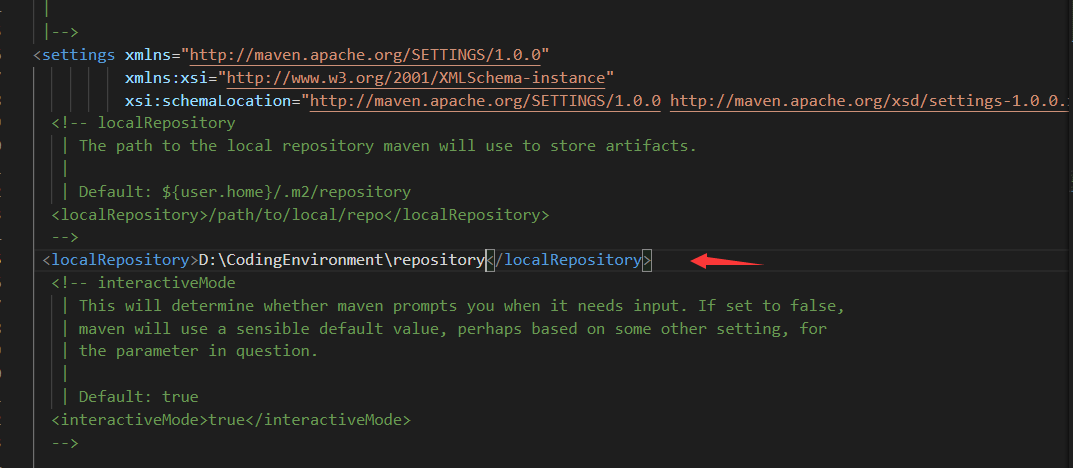 |
|-->
<settings xmlns="http://maven.apache.org/SETTINGS/1.0.0"
xmlns:xsi="http://www.w3.org/2001/XMLSchema-instance"
xsi:schemaLocation="http://maven.apache.org/SETTINGS/1.0.0 http://maven.apache.org/xsd/settings-1.0.0.
<!-- localRepository
| The path to the local repository maven will use to store artifacts.
|
| Default: ${user.home}/.m2/repository
<localRepository>/path/to/local/repo</localRepository>
-->
<localRepository>D:\CodingEnvironment\repository</localRepository>
<!-- interactiveMode
| This will determine whether maven prompts you when it needs input. If set to false,
| maven will use a sensible default value, perhaps based on some other setting, for
| the parameter in question.
|
| Default: true
<interactiveMode>true</interactiveMode>
-->